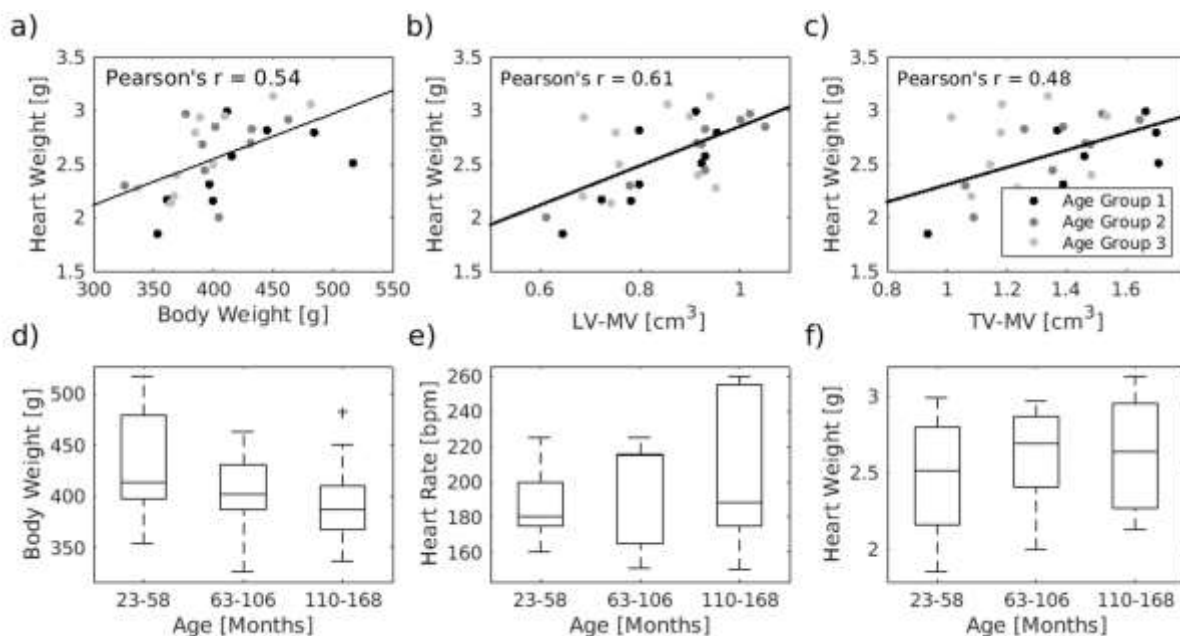 a)
Heart Weight [g]
3.5
3
2.5
2
1.5
Pearson's r = 0.54
300 350 400 450 500 550
Body Weight [g]
b)
Heart Weight [g]
3.5
3
2.5
2
1.5
Pearson's r = 0.61
0.6 0.8 1
LV-MV [cm³]
c)
Heart Weight [g]
3.5
3
2.5
2
1.5
Pearson's r = 0.48
Age Group 1
Age Group 2
Age Group 3
0.8 1 1.2 1.4 1.6
TV-MV [cm³]
d)
Body Weight [g]
500
450
400
350
23-58 63-106 110-168
Age [Months]
e)
Heart Rate [bpm]
260
240
220
200
180
160
23-58 63-106 110-168
Age [Months]
f)
Heart Weight [g]
3
2.5
2
23-58 63-106 110-168
Age [Months]